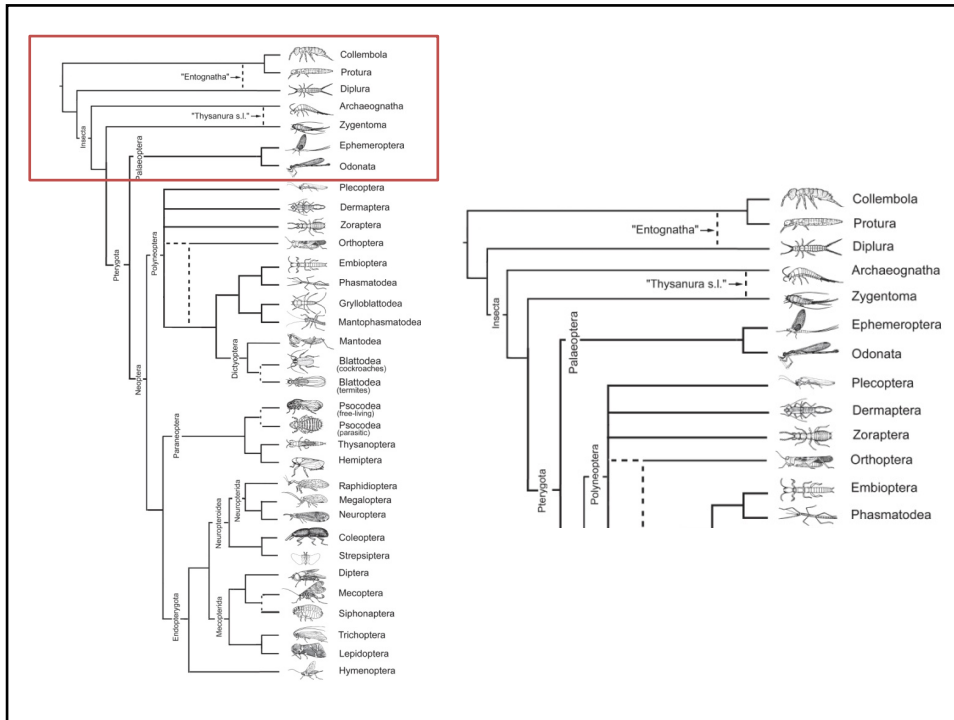 Collembola
"Entognatha"
Protura
Diplura
Archaeognatha
"Thysanura s.l."
Zygentoma
Insecta
Ephemeroptera
Palaeoptera
Odonata
Plecoptera
Dermaptera
Zoraptera
Orthoptera
Pterygota
Polyneoptera
Embioptera
Phasmatodea
Grylloblattodea
Mantophasmatodea
Mantodea
Dictyoptera
Blattodea
(cockroaches)
Blattodea
(termites)
Neoptera
Psocodea
(free-living)
Psocodea
(parasitic)
Paraneoptera
Thysanoptera
Hemiptera
Raphidioptera
Neuropterida
Megaloptera
Neuroptera
Neuropteroidea
Coleoptera
Strepsiptera
Diptera
Mecoptera
Siphonaptera
Mecopterida
Endopterygota
Trichoptera
Lepidoptera
Hymenoptera
Collembola
"Entognatha"
Protura
Diplura
Archaeognatha
"Thysanura s.l."
Zygentoma
Insecta
Ephemeroptera
Palaeoptera
Odonata
Plecoptera
Dermaptera
Zoraptera
Orthoptera
Pterygota
Polyneoptera
Embioptera
Phasmatodea